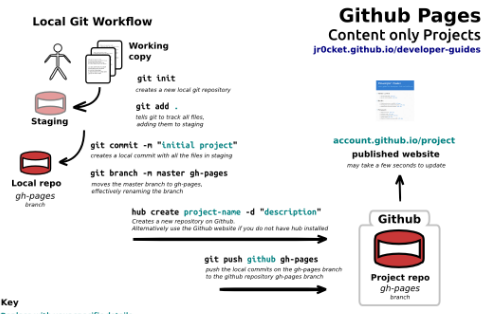 Local Git Workflow
Github Pages
Content only Projects
jr0cket.github.io/developer-guides
Working
copy
git init
creates a new local git repository
git add .
tells git to track all files,
adding them to staging
Staging
git commit -m "initial project"
creates a local commit with all the files in staging
git branch -m master gh-pages
moves the master branch to gh-pages,
effectively renaming the branch
Local repo
gh-pages
branch
account.github.io/project
published website
may take a few seconds to update
hub create project-name -d "description"
Creates a new repository on Github.
Alternatively use the Github website if you do not have hub installed
git push github gh-pages
push the local commits on the gh-pages branch
to the github repository gh-pages branch
Github
Project repo
gh-pages
branch
Key